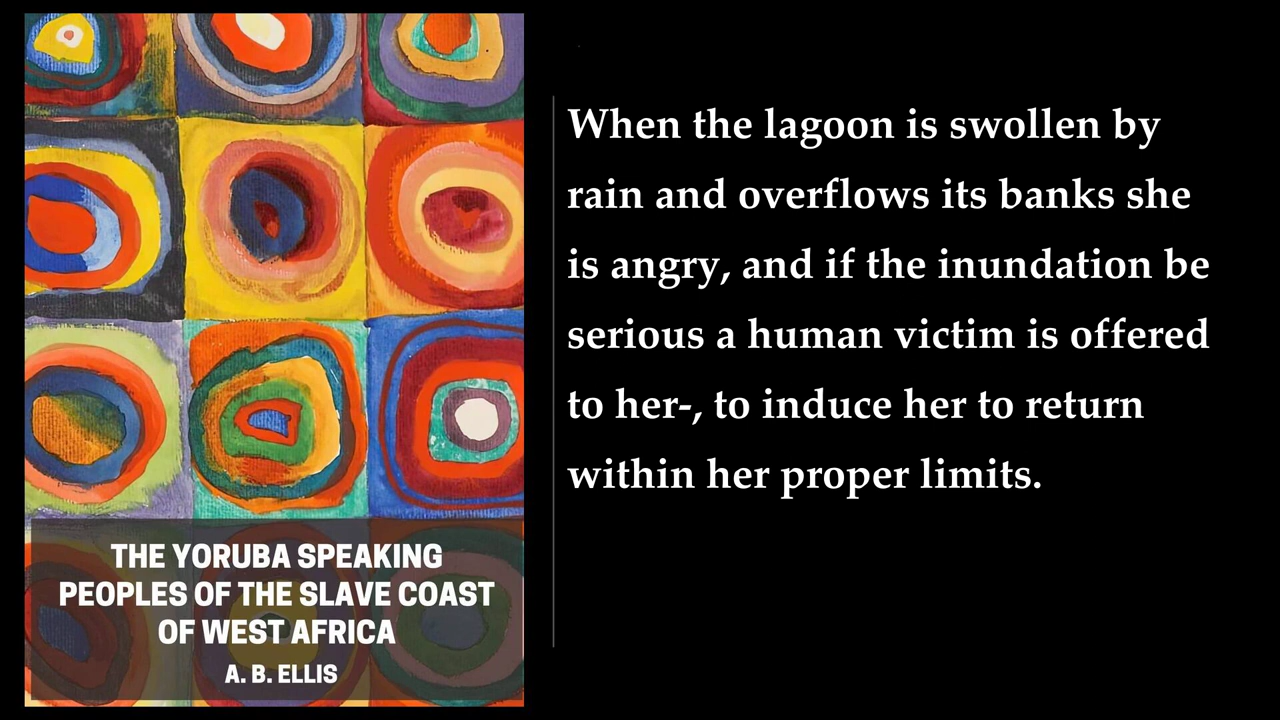 THE YORUBA SPEAKING
PEOPLES OF THE SLAVE COAST
OF WEST AFRICA
A. B. ELLIS
When the lagoon is swollen by
rain and overflows its banks she
is angry, and if the inundation be
serious a human victim is offered
to her-, to induce her to return
within her proper limits.